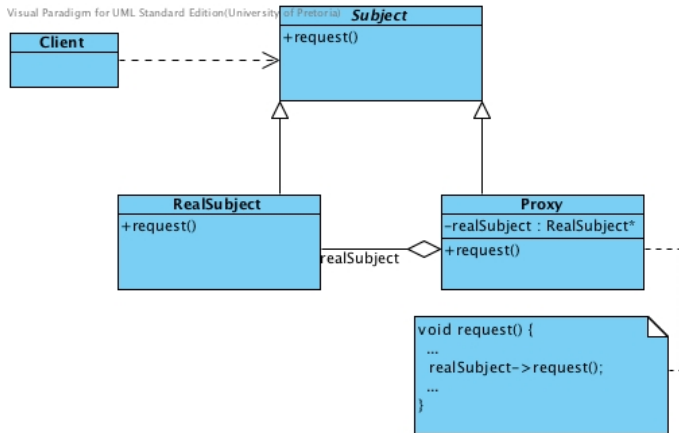 Visual Paradigm for UML Standard Edition(University of Pretoria)
Subject
+request()
Client
RealSubject
+request()
Proxy
-realSubject : RealSubject*
+request()
realSubject
void request() {
...
realSubject->request();
...
}